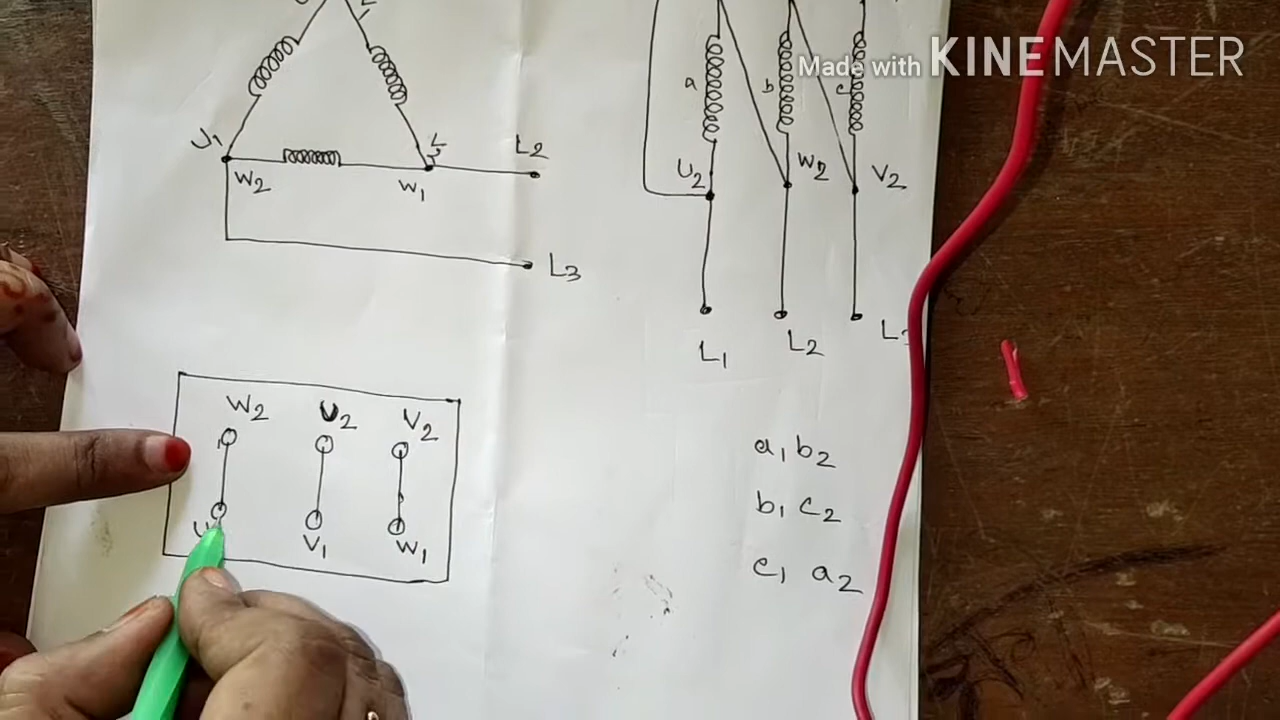 Made with KINEMASTER
a
b
c
U1
L2
U2
W2
V2
W2
W1
L3
L1
L2
W2
U2
V2
a1 b2
b1 c2
V1
W1
c1 a2